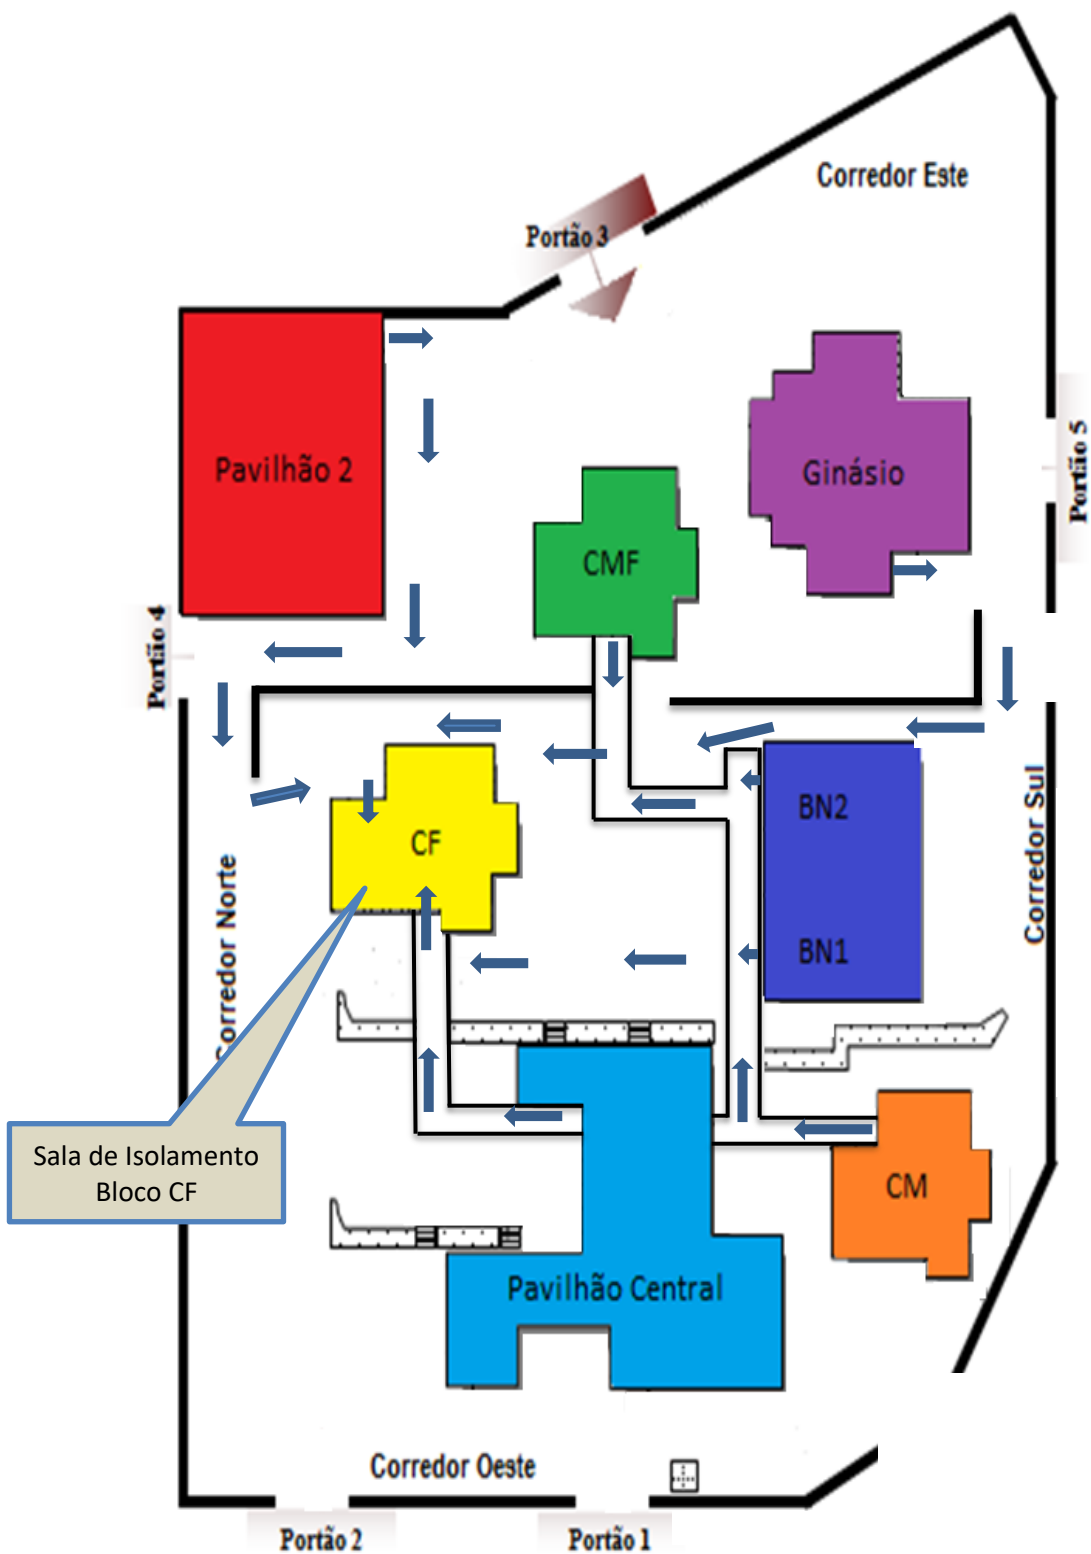 Corredor Este
Portão 3
Portão 5
Pavilhão 2
Ginásio
CMF
Portão 4
BN2
CF
Corredor Sul
Corredor Norte
BN1
Sala de Isolamento
Bloco CF
CM
Pavilhão Central
Corredor Oeste
Portão 2
Portão 1